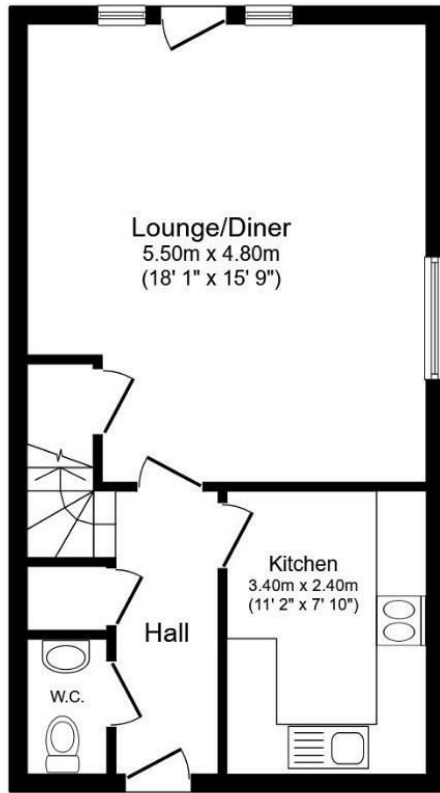 Lounge/Diner
5.50m x 4.80m
(18' 1" x 15' 9")
Kitchen
3.40m x 2.40m
(11' 2" x 7' 10")
Hall
W.C.